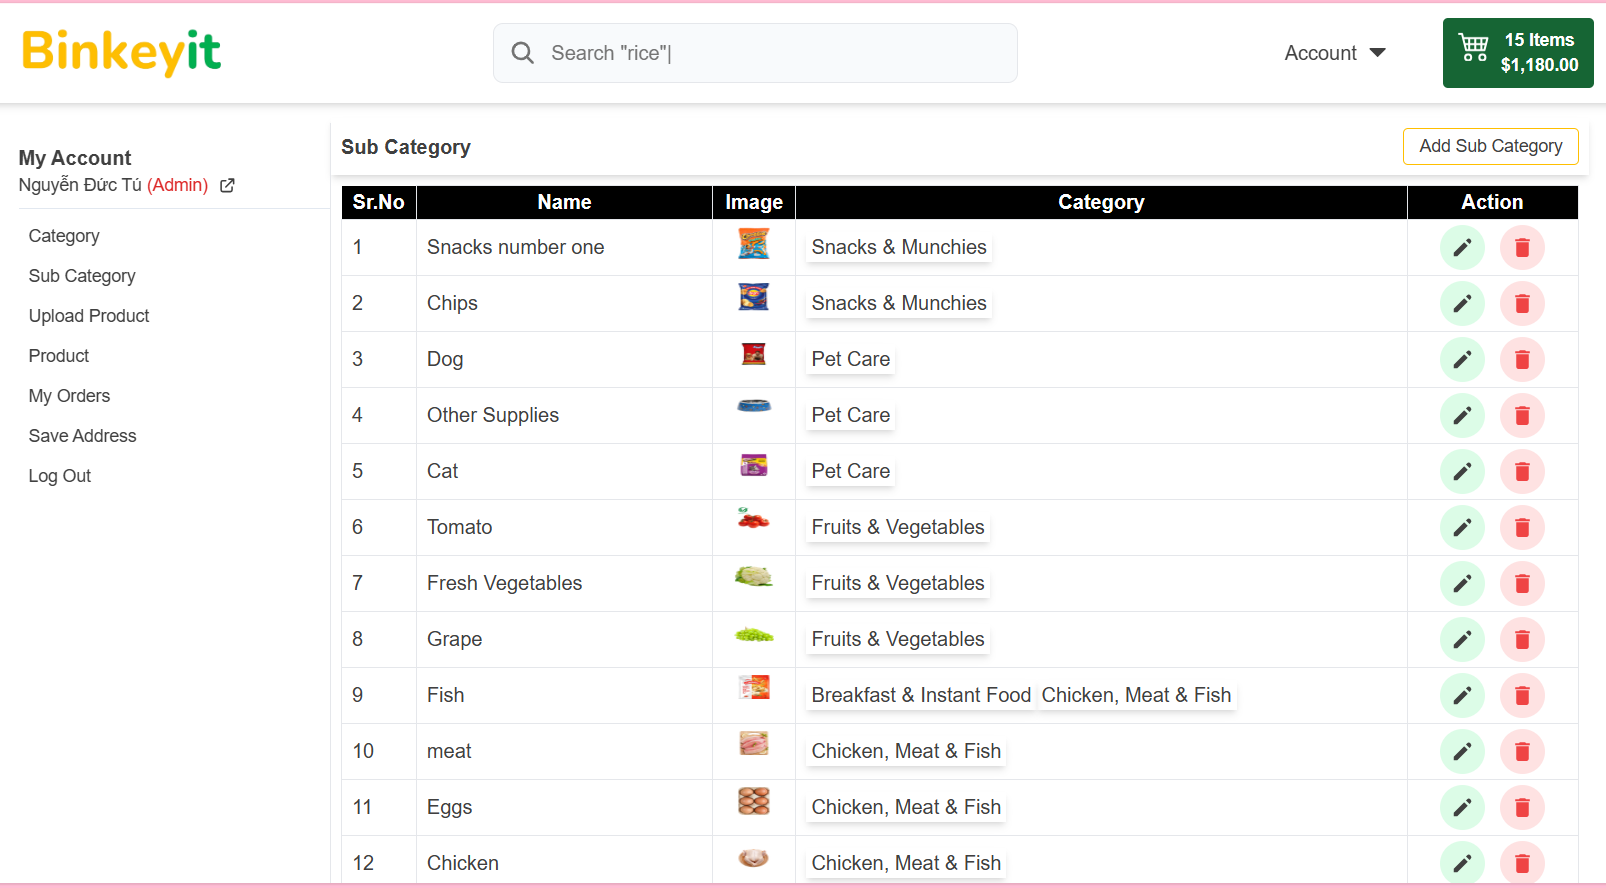 Binkeyit
Search "rice"|
Account
15 Items
$1,180.00
My Account
Nguyễn Đức Tú (Admin)
Category
Sub Category
Upload Product
Product
My Orders
Save Address
Log Out
Sub Category
Add Sub Category
Sr.No Name Image Category Action
1 Snacks number one Snacks & Munchies
2 Chips Snacks & Munchies
3 Dog Pet Care
4 Other Supplies Pet Care
5 Cat Pet Care
6 Tomato Fruits & Vegetables
7 Fresh Vegetables Fruits & Vegetables
8 Grape Fruits & Vegetables
9 Fish Breakfast & Instant Food Chicken, Meat & Fish
10 meat Chicken, Meat & Fish
11 Eggs Chicken, Meat & Fish
12 Chicken Chicken, Meat & Fish